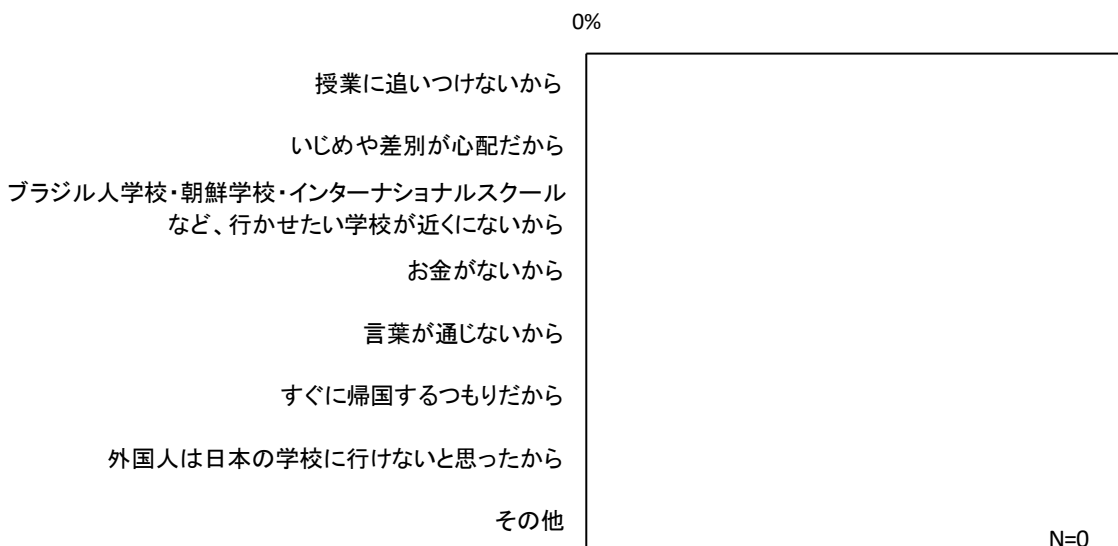 0%
授業に追いつけないから
いじめや差別が心配だから
ブラジル人学校・朝鮮学校・インターナショナルスクール
など、行かせたい学校が近くにないから
お金がないから
言葉が通じないから
すぐに帰国するつもりだから
外国人は日本の学校に行けないと思ったから
その他
N=0